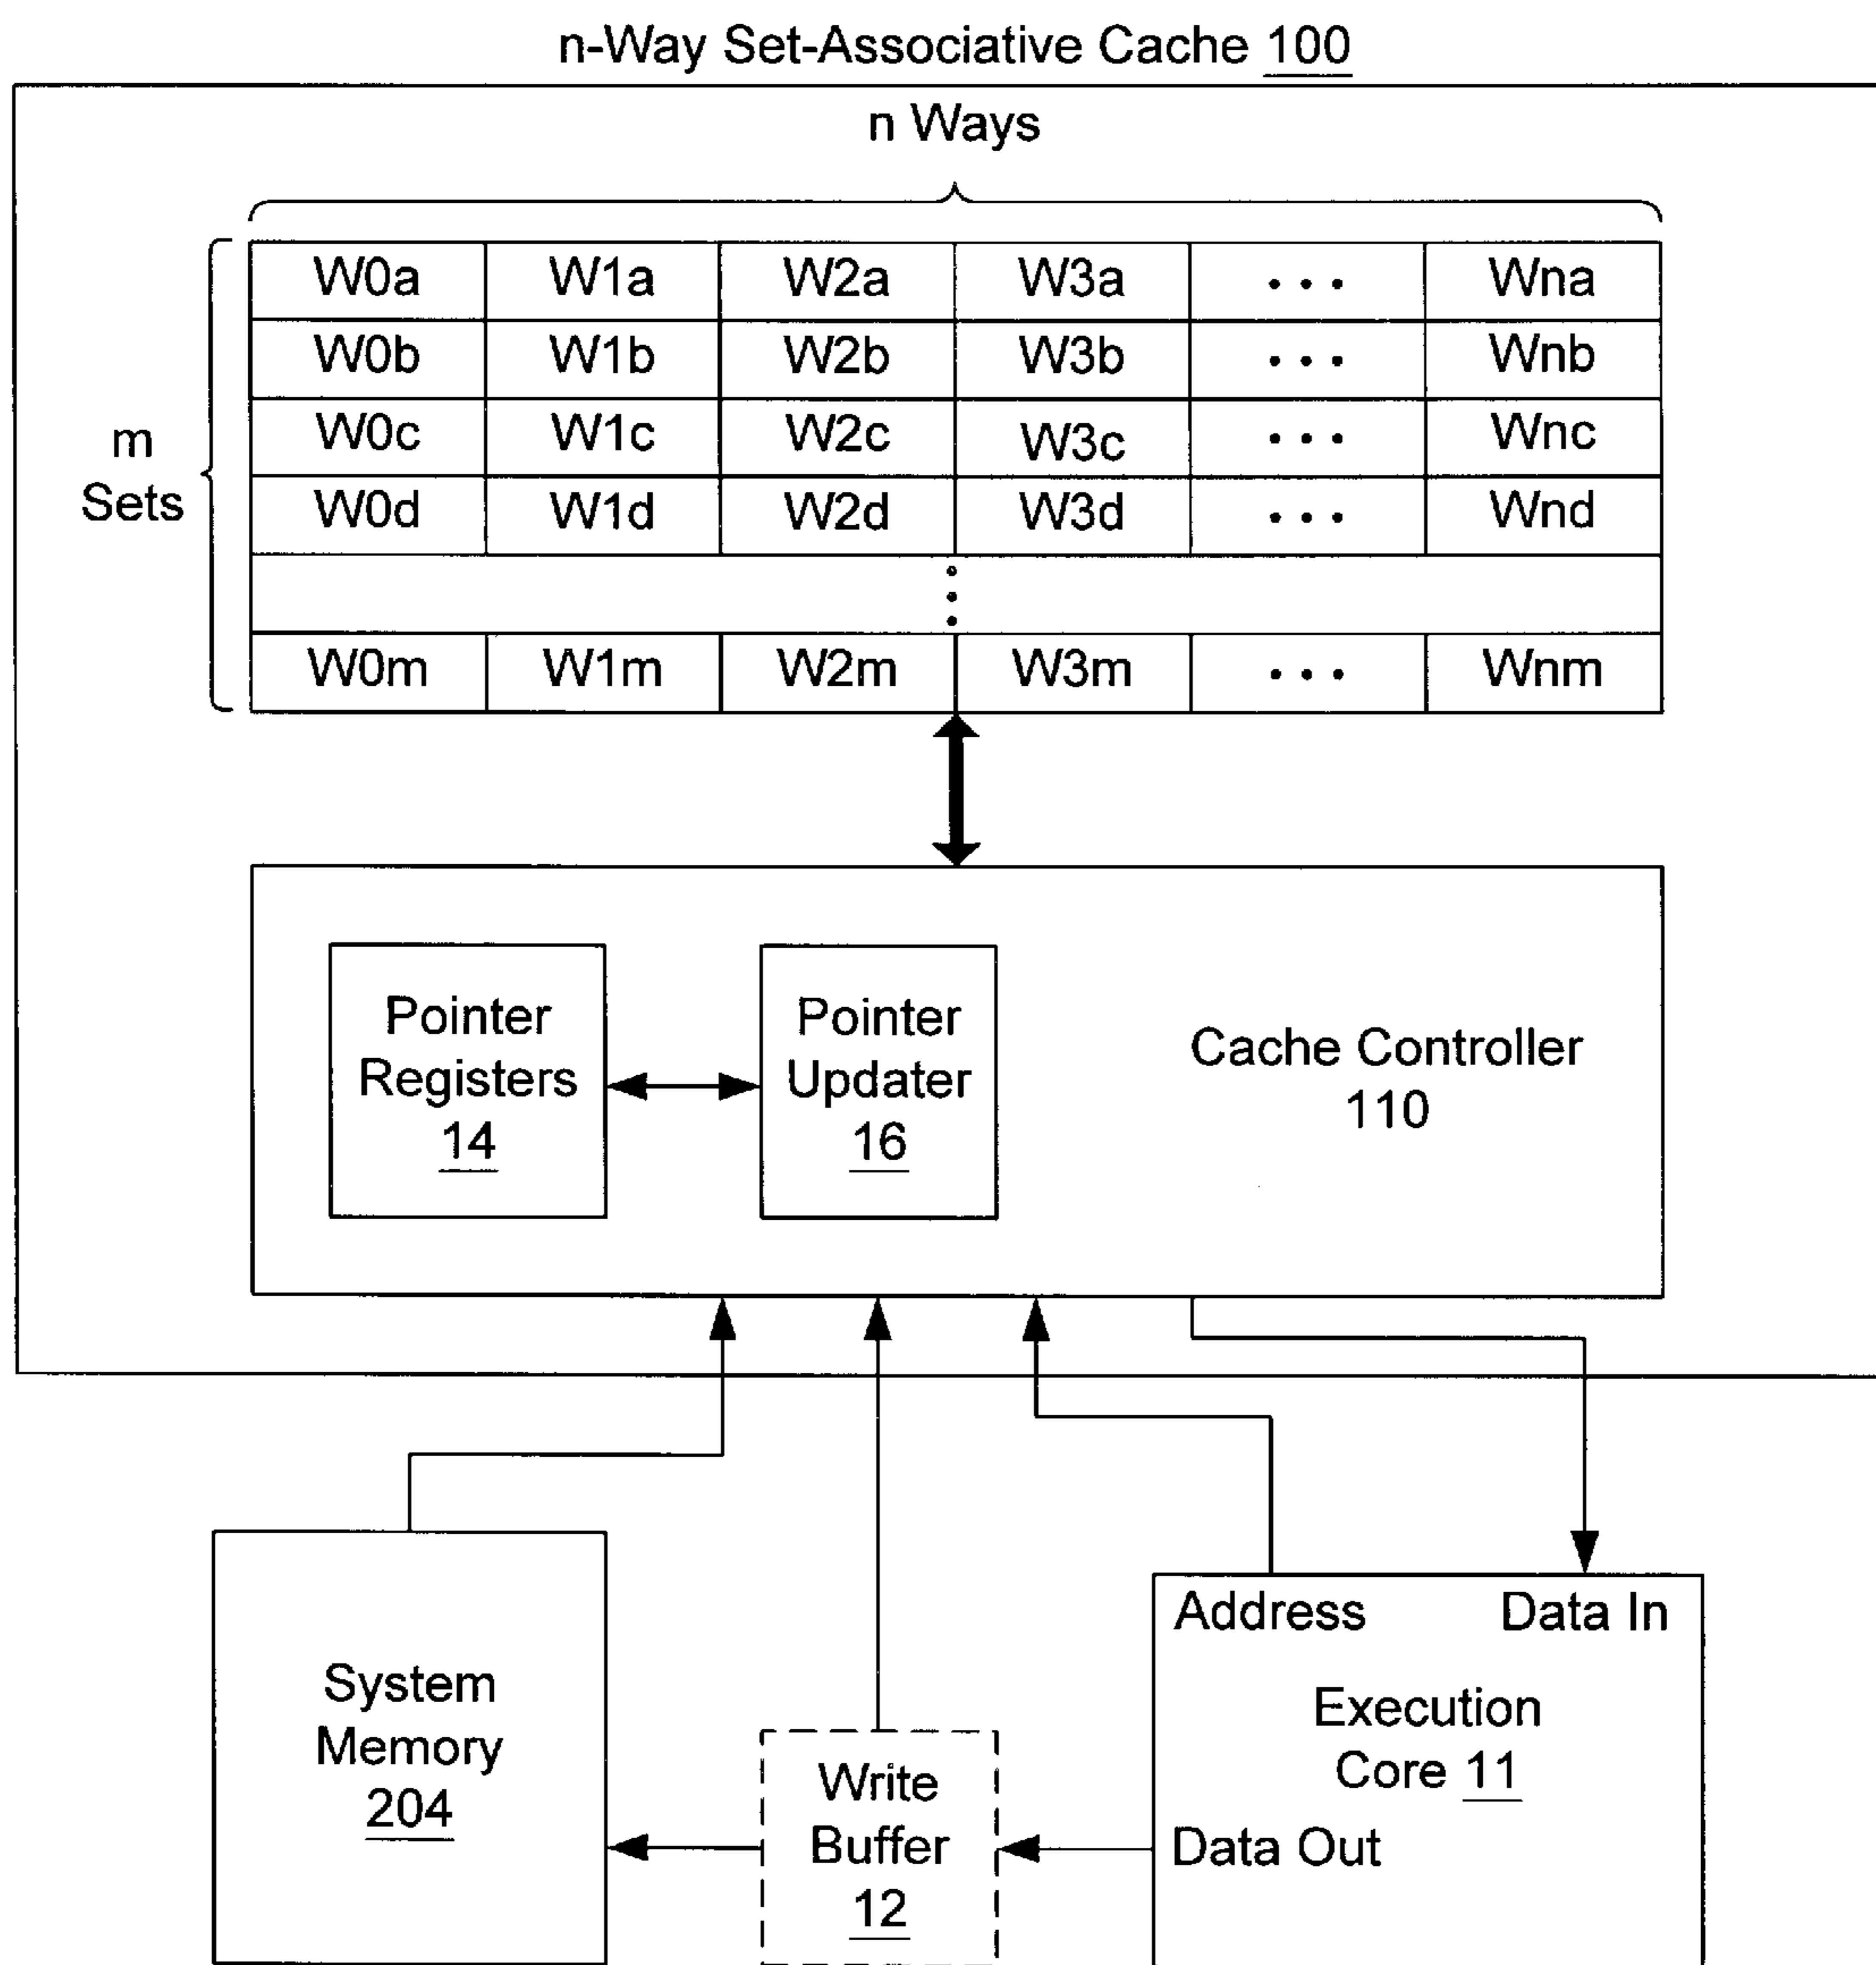 n-Way Set-Associative Cache 100
n Ways
m
Sets
W0a W1a W2a W3a ... Wna
W0b W1b W2b W3b ... Wnb
W0c W1c W2c W3c ... Wnc
W0d W1d W2d W3d ... Wnd
W0m W1m W2m W3m ... Wnm
Pointer
Registers
14
Pointer
Updater
16
Cache Controller
110
System
Memory
204
Write
Buffer
12
Address Data In
Execution
Core 11
Data Out